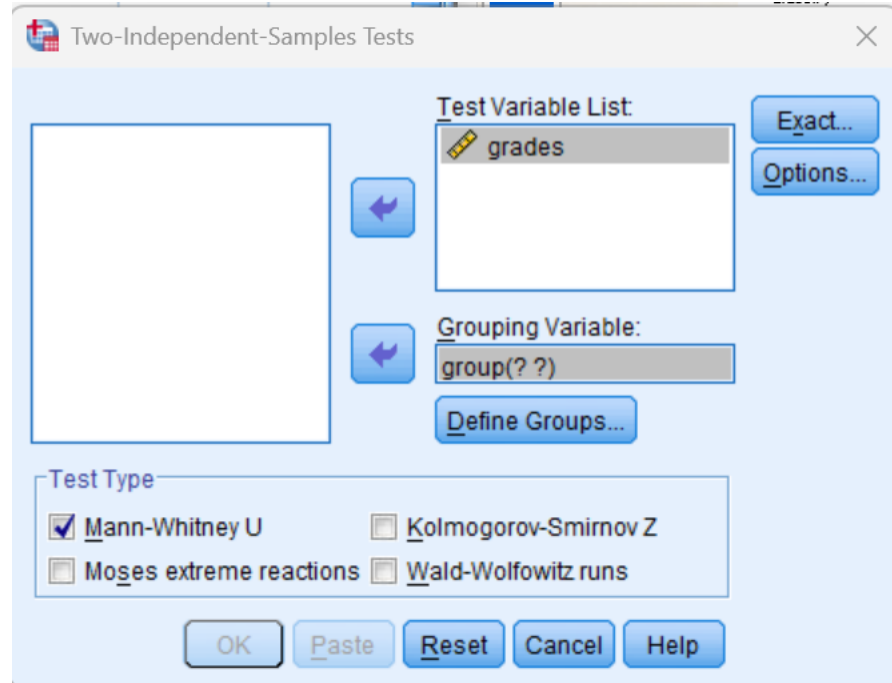 Two-Independent-Samples Tests
Test Variable List:
grades
Exact...
Options...
Grouping Variable:
group(? ?)
Define Groups...
Test Type
Mann-Whitney U
Kolmogorov-Smirnov Z
Moses extreme reactions
Wald-Wolfowitz runs
OK
Paste
Reset
Cancel
Help